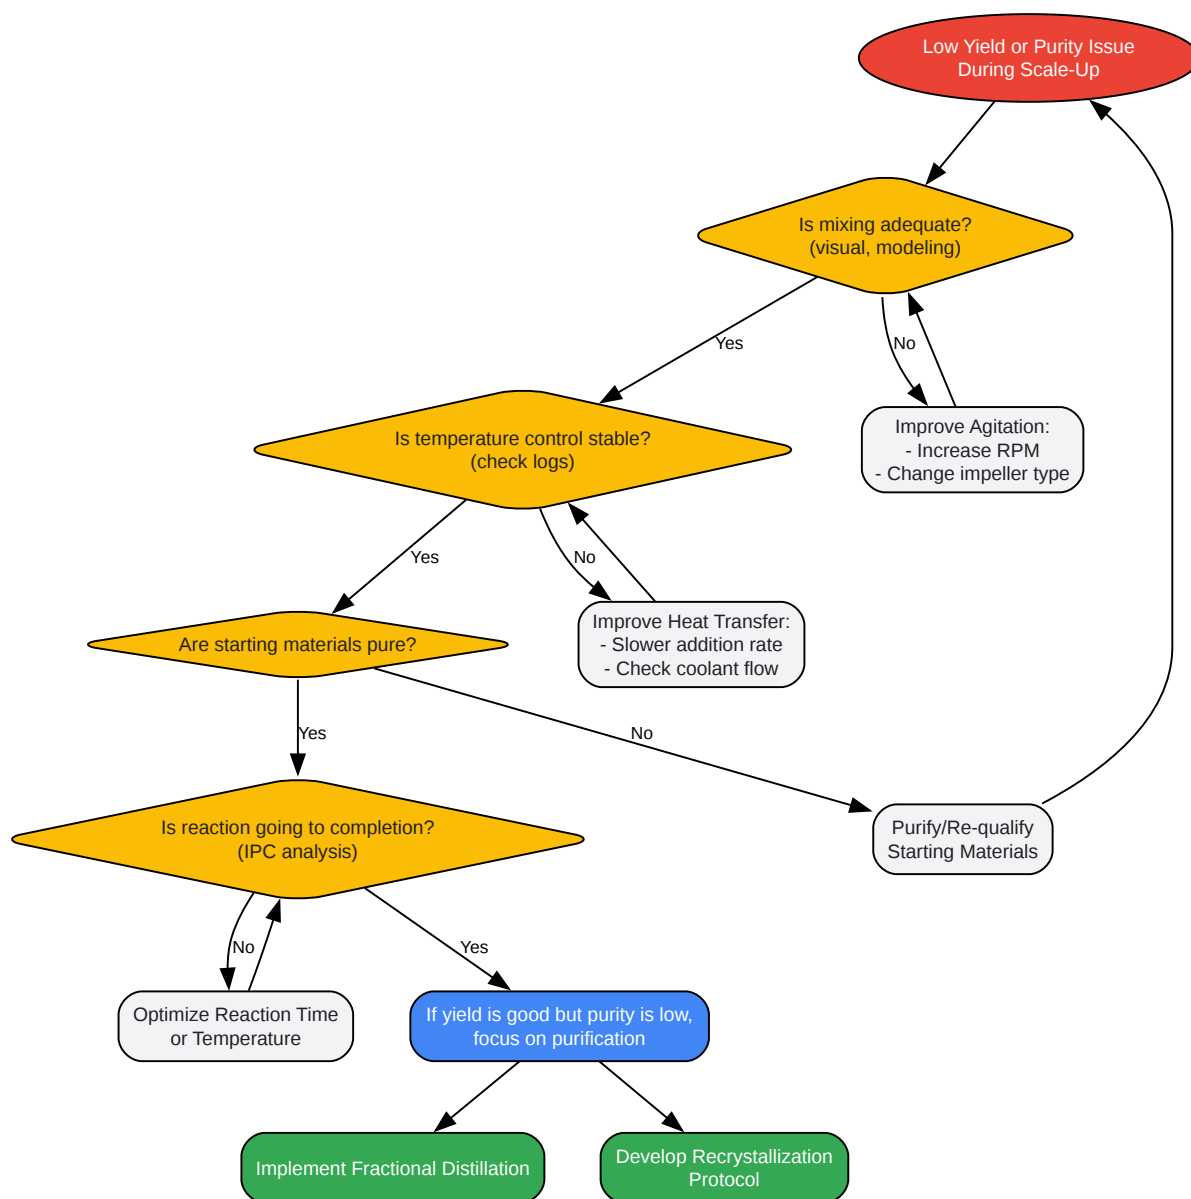 Low Yield or Purity Issue
During Scale-Up
Is mixing adequate?
(visual, modeling)
Yes
No
Improve Agitation:
- Increase RPM
- Change impeller type
Is temperature control stable?
(check logs)
Yes
No
Improve Heat Transfer:
- Slower addition rate
- Check coolant flow
Are starting materials pure?
Yes
No
Purify/Re-qualify
Starting Materials
Is reaction going to completion?
(IPC analysis)
No
Yes
Optimize Reaction Time
or Temperature
If yield is good but purity is low,
focus on purification
Implement Fractional Distillation
Develop Recrystallization
Protocol